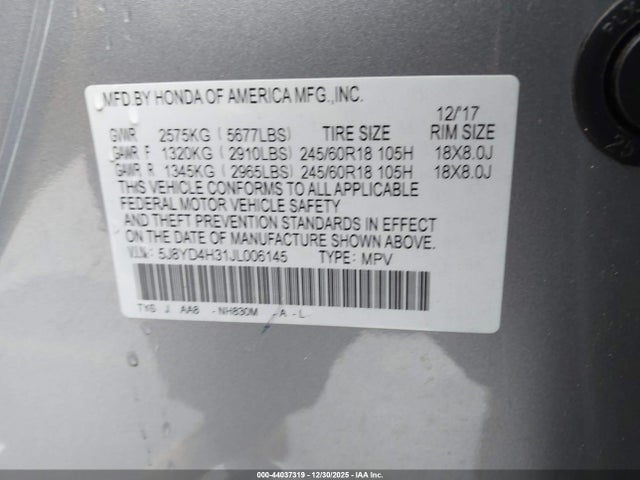 MFD.BY HONDA OF AMERICA MFG.,INC.
12/'17
GVWR 2575KG ( 5677LBS) TIRE SIZE RIM SIZE
GAWR F 1320KG ( 2910LBS) 245/60R18 105H 18X8.0J
GAWR R 1345KG ( 2965LBS) 245/60R18 105H 18X8.0J
THIS VEHICLE CONFORMS TO ALL APPLICABLE
FEDERAL MOTOR VEHICLE SAFETY
AND THEFT PREVENTION STANDARDS IN EFFECT
ON THE DATE OF MANUFACTURE SHOWN ABOVE.
V.I.N.: 5J8YD4H31JL006145 TYPE: MPV
TYS J AA8 - NH830M - A - L
000-44037319 - 12/30/2025 - IAA Inc.